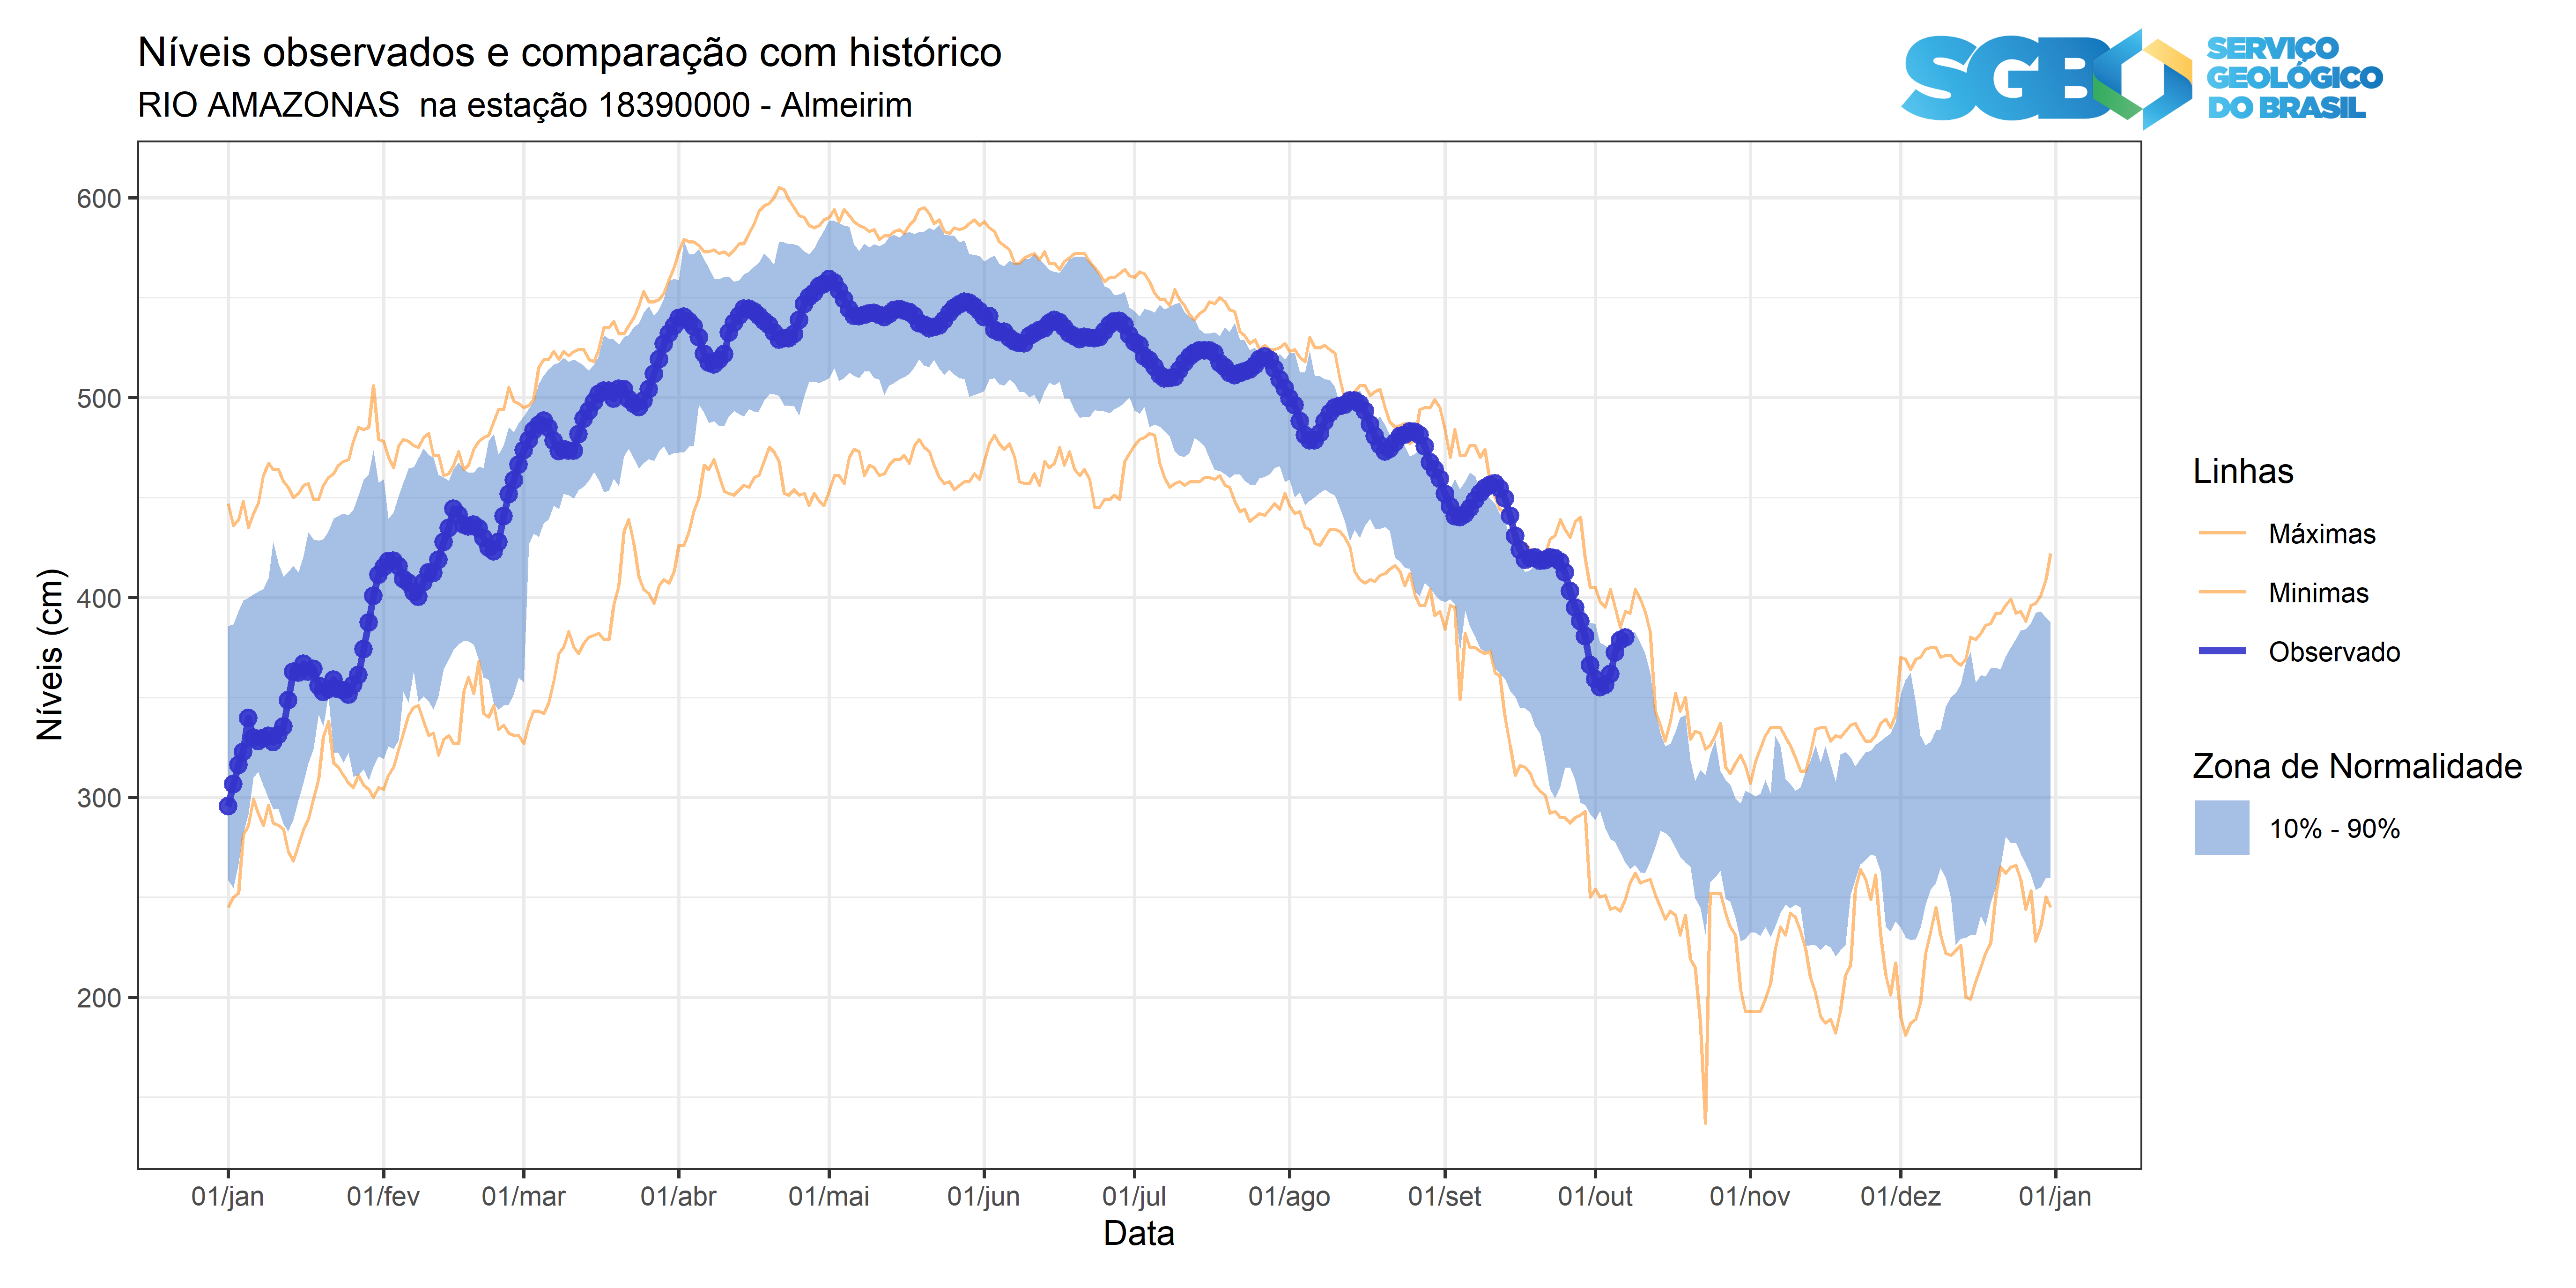 Níveis observados e comparação com histórico
RIO AMAZONAS  na estação 18390000 - Almeirim
SGB
SERVIÇO
GEOLÓGICO
DO BRASIL
Níveis (cm)
600
500
400
300
200
01/jan
01/fev
01/mar
01/abr
01/mai
01/jun
01/jul
01/ago
01/set
01/out
01/nov
01/dez
01/jan
Data
Linhas
Máximas
Minimas
Observado
Zona de Normalidade
10% - 90%